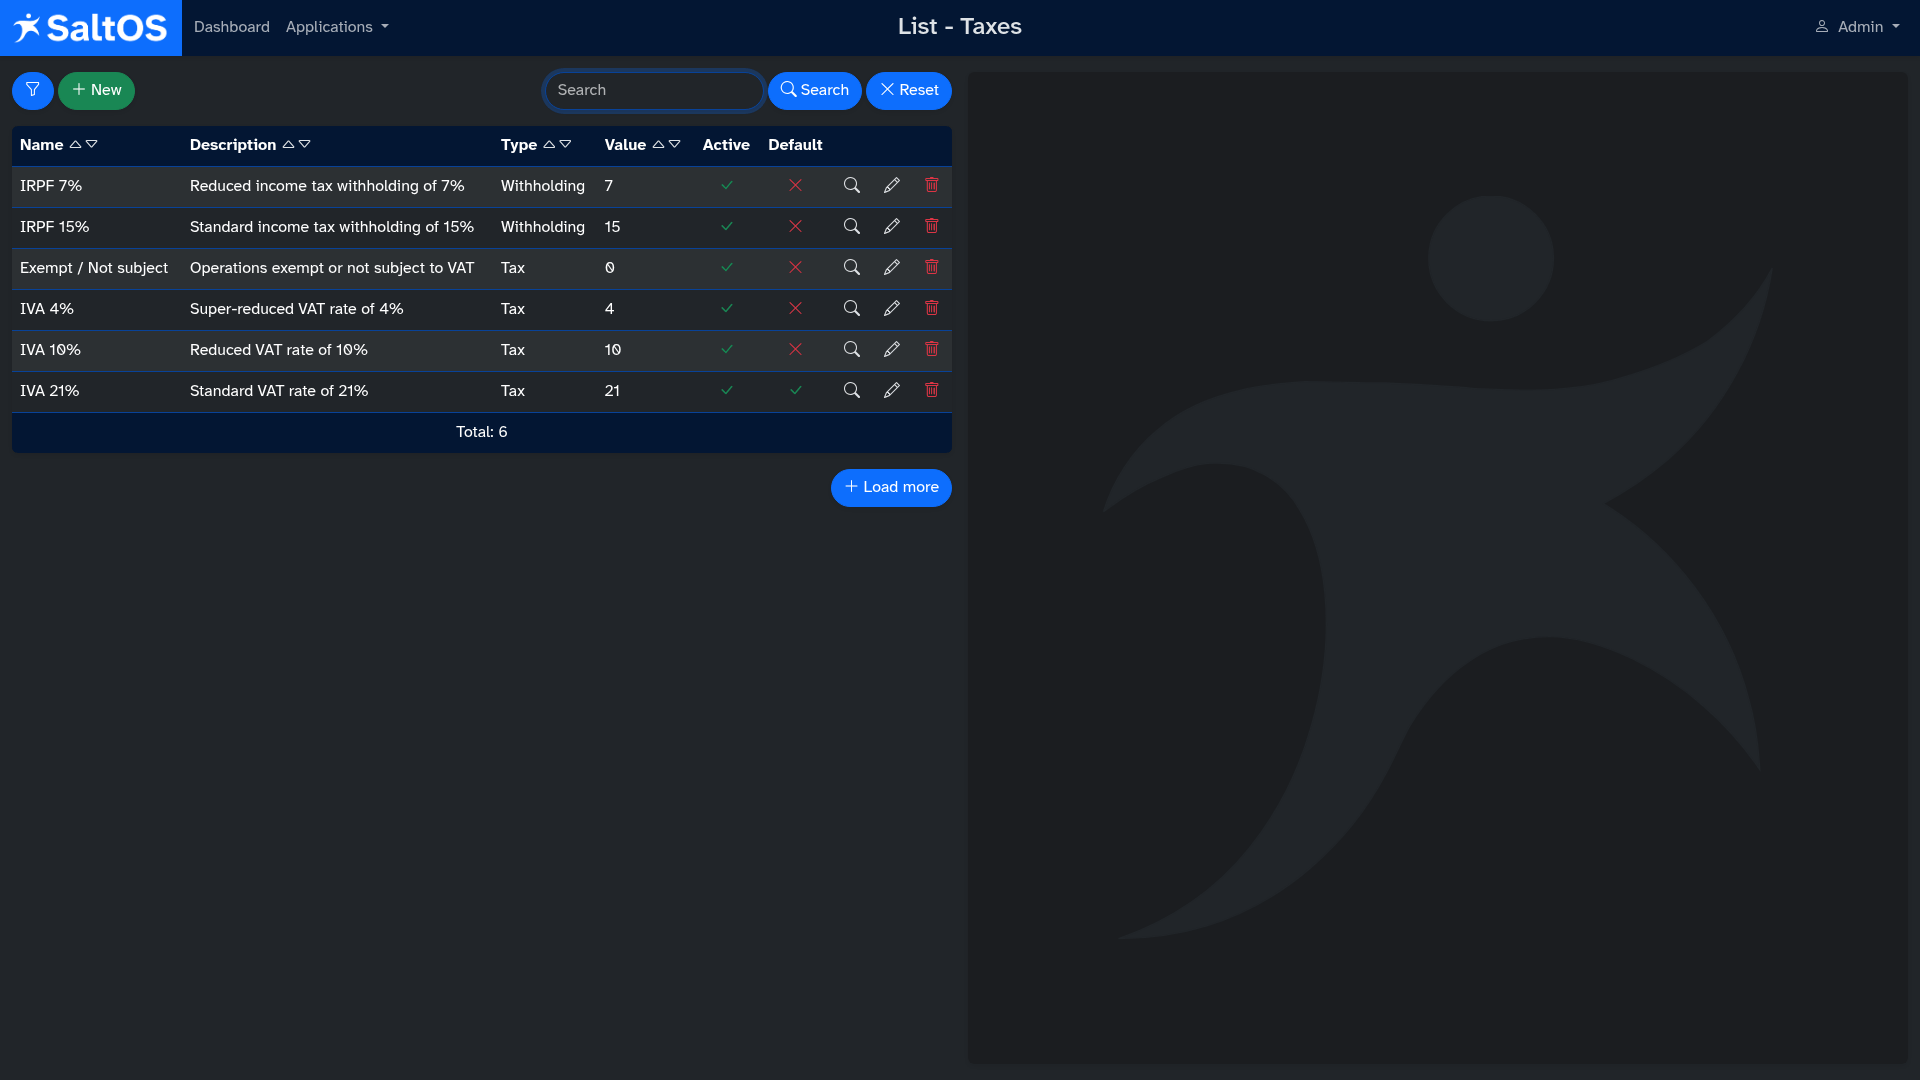 SaltOS Dashboard Applications List - Taxes Admin
New Search Search Reset
Name Description Type Value Active Default
IRPF 7% Reduced income tax withholding of 7% Withholding 7
IRPF 15% Standard income tax withholding of 15% Withholding 15
Exempt / Not subject Operations exempt or not subject to VAT Tax 0
IVA 4% Super-reduced VAT rate of 4% Tax 4
IVA 10% Reduced VAT rate of 10% Tax 10
IVA 21% Standard VAT rate of 21% Tax 21
Total: 6
Load more